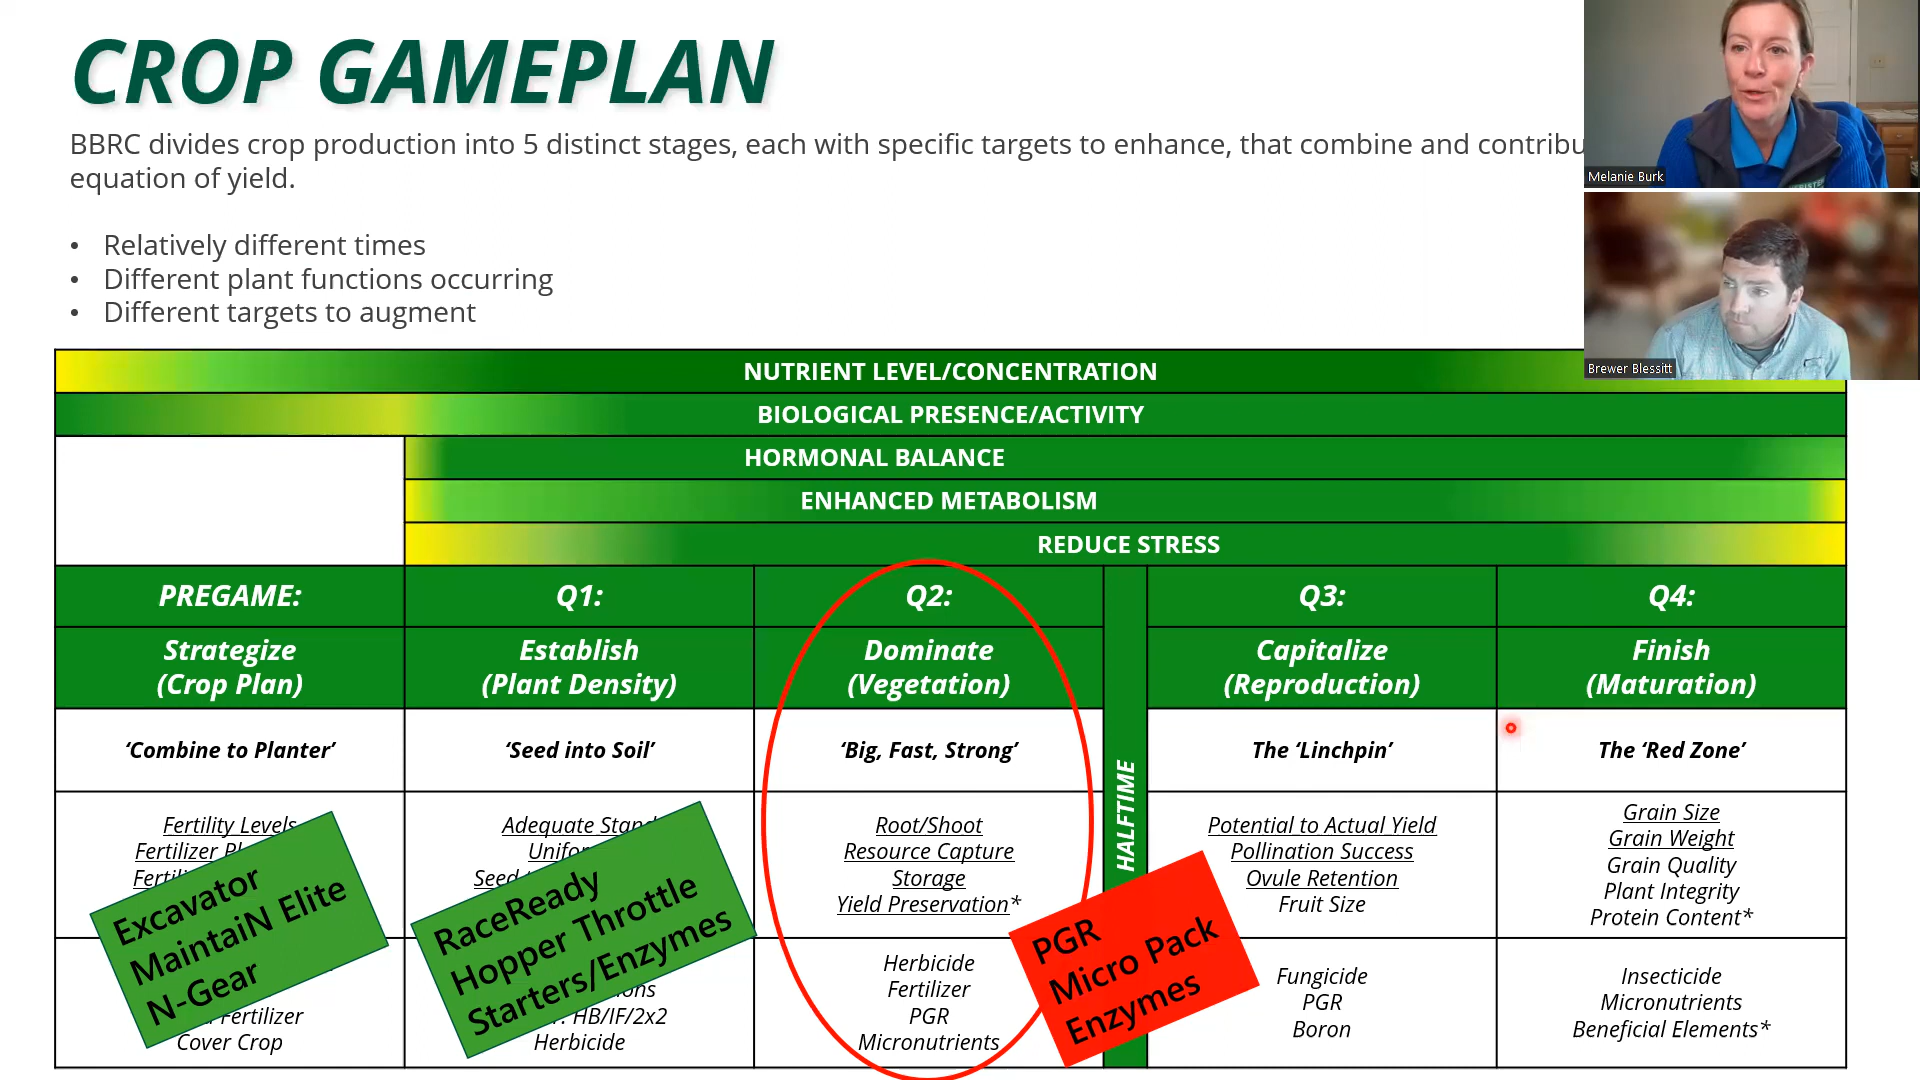 CROP GAMEPLAN
BBRC divides crop production into 5 distinct stages, each with specific targets to enhance, that combine and
equation of yield.
• Relatively different times
• Different plant functions occurring
• Different targets to augment
Melanie Burk
Brewer Blessitt
NUTRIENT LEVEL/CONCENTRATION
BIOLOGICAL PRESENCE/ACTIVITY
HORMONAL BALANCE
ENHANCED METABOLISM
REDUCE STRESS
PREGAME:
Strategize
(Crop Plan)
‘Combine to Planter’
Fertility Levels
Fertilizer
Excavator
MaintaiN Elite
N-Gear
Fertilizer
Cover Crop
Q1:
Establish
(Plant Density)
‘Seed into Soil’
Adequate
Seed
RaceReady
Hopper Throttle
Starters/Enzymes
HB/IF/2x2
Herbicide
Q2:
Dominate
(Vegetation)
‘Big, Fast, Strong’
Root/Shoot
Resource Capture
Storage
Yield Preservation*
Herbicide
Fertilizer
PGR
Micronutrients
HALFTIME
PGR
Micro Pack
Enzymes
Q3:
Capitalize
(Reproduction)
The ‘Linchpin’
Potential to Actual Yield
Pollination Success
Ovule Retention
Fruit Size
Fungicide
PGR
Boron
Q4:
Finish
(Maturation)
The ‘Red Zone’
Grain Size
Grain Weight
Grain Quality
Plant Integrity
Protein Content*
Insecticide
Micronutrients
Beneficial Elements*